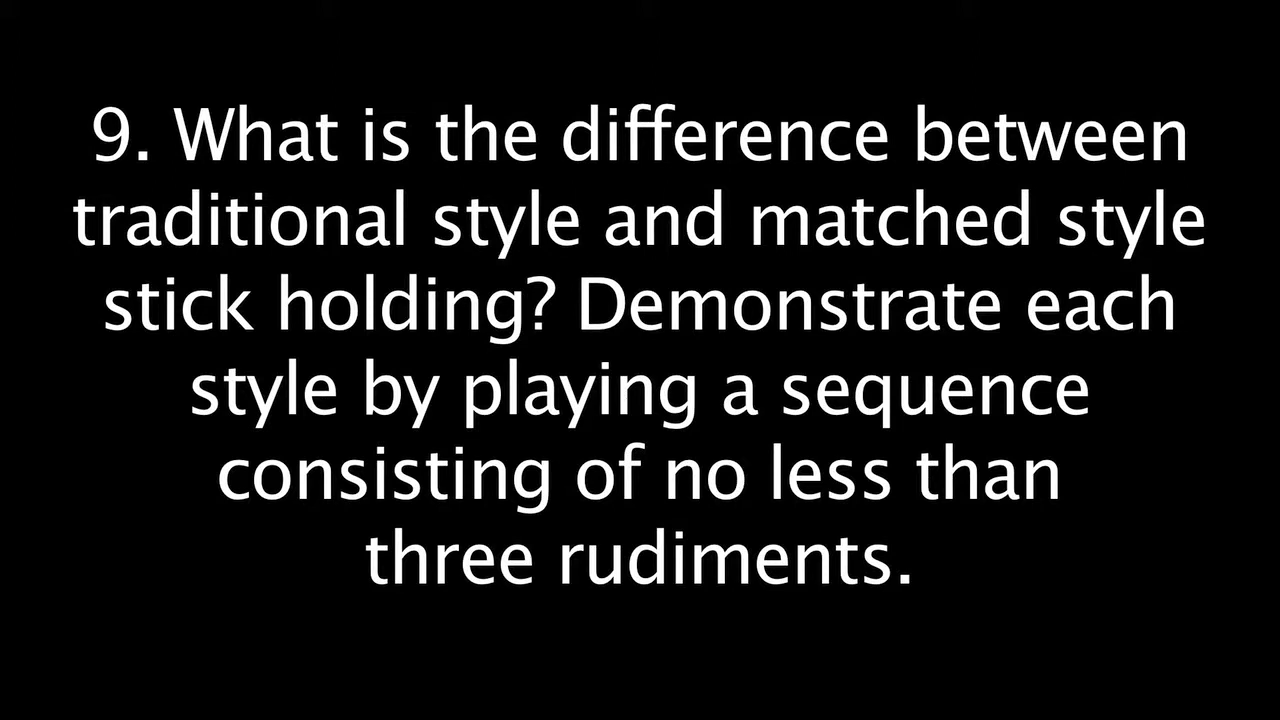 9. What is the difference between
traditional style and matched style
stick holding? Demonstrate each
style by playing a sequence
consisting of no less than
three rudiments.